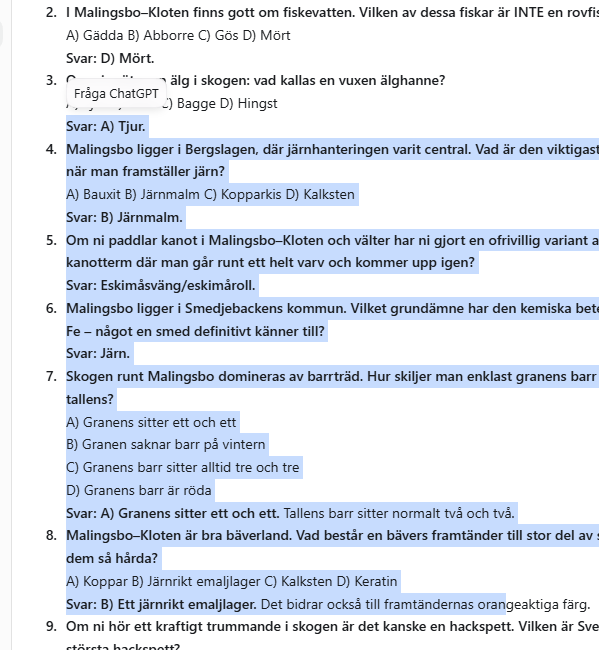 2. I Malingsbo–Kloten finns gott om fiskevatten. Vilken av dessa fiskar är INTE en rovfis
A) Gädda B) Abborre C) Gös D) Mört
Svar: D) Mört.
3. älg i skogen: vad kallas en vuxen älghanne?
Fråga ChatGPT
C) Bagge D) Hingst
Svar: A) Tjur.
4. Malingsbo ligger i Bergslagen, där järnhanteringen varit central. Vad är den viktigast
när man framställer järn?
A) Bauxit B) Järnmalm C) Kopparkis D) Kalksten
Svar: B) Järnmalm.
5. Om ni paddlar kanot i Malingsbo–Kloten och välter har ni gjort en ofrivillig variant a
kanotterm där man går runt ett helt varv och kommer upp igen?
Svar: Eskimåsväng/eskimåroll.
6. Malingsbo ligger i Smedjebackens kommun. Vilket grundämne har den kemiska bete
Fe – något en smed definitivt känner till?
Svar: Järn.
7. Skogen runt Malingsbo domineras av barrträd. Hur skiljer man enklast granens barr
tallens?
A) Granens sitter ett och ett
B) Granen saknar barr på vintern
C) Granens barr sitter alltid tre och tre
D) Granens barr är röda
Svar: A) Granens sitter ett och ett. Tallens barr sitter normalt två och två.
8. Malingsbo–Kloten är bra bäverland. Vad består en bävers framtänder till stor del av s
dem så hårda?
A) Koppar B) Järnrikt emaljlager C) Kalksten D) Keratin
Svar: B) Ett järnrikt emaljlager. Det bidrar också till framtändernas orangeaktiga färg.
9. Om ni hör ett kraftigt trummande i skogen är det kanske en hackspett. Vilken är Sve
största hackspett?